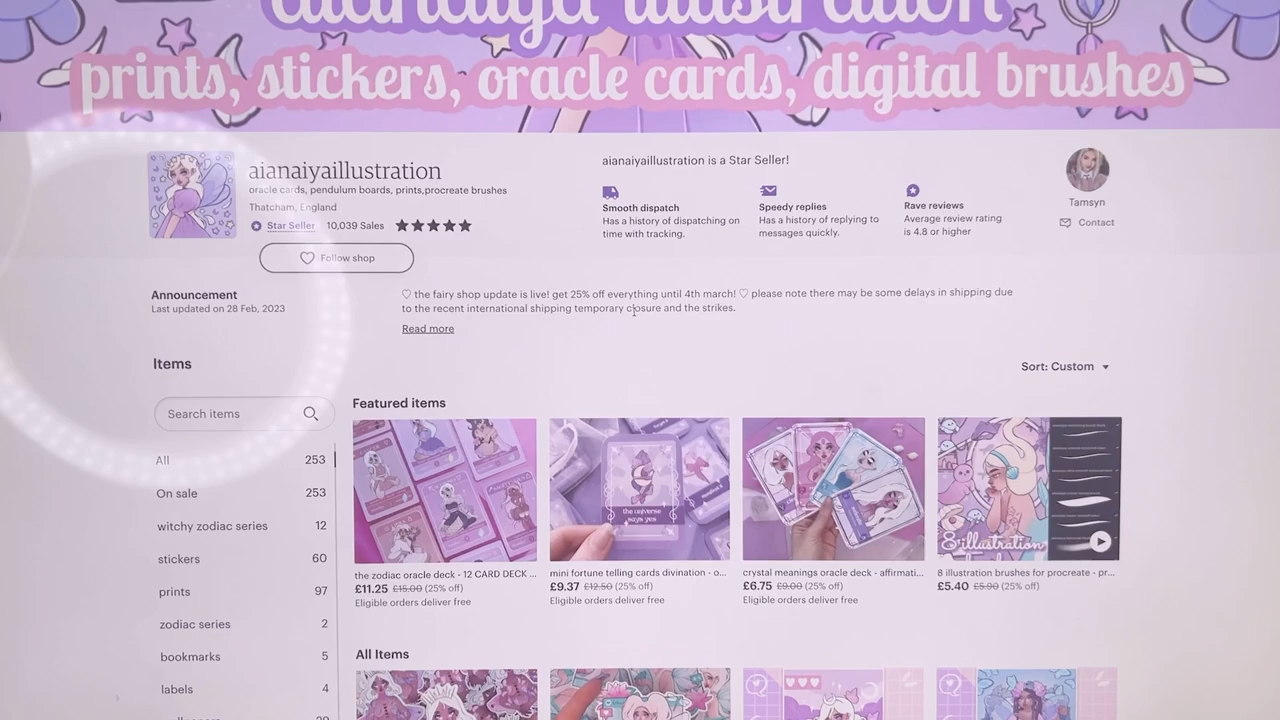 aianaiya illustration
prints, stickers, oracle cards, digital brushes
aianaiyaillustration
oracle cards, pendulum boards, prints,procreate brushes
Thatcham, England
Star Seller 10,039 Sales
Follow shop
aianaiyaillustration is a Star Seller!
Smooth dispatch
Has a history of dispatching on
time with tracking.
Speedy replies
Has a history of replying to
messages quickly.
Rave reviews
Average review rating
is 4.8 or higher
Tamsyn
Contact
Announcement
Last updated on 28 Feb, 2023
♡ the fairy shop update is live! get 25% off everything until 4th march! ♡ please note there may be some delays in shipping due
to the recent international shipping temporary closure and the strikes.
Read more
Items
Sort: Custom
Search items
All 253
On sale 253
witchy zodiac series 12
stickers 60
prints 97
zodiac series 2
bookmarks 5
labels 4
Featured items
the universe
says yes
8 illustration
the zodiac oracle deck - 12 CARD DECK ...
£11.25 £15.00 (25% off)
Eligible orders deliver free
mini fortune telling cards divination - o...
£9.37 £12.50 (25% off)
Eligible orders deliver free
crystal meanings oracle deck - affirmati...
£6.75 £9.00 (25% off)
Eligible orders deliver free
8 illustration brushes for procreate - pr...
£5.40 £5.90 (25% off)
All Items